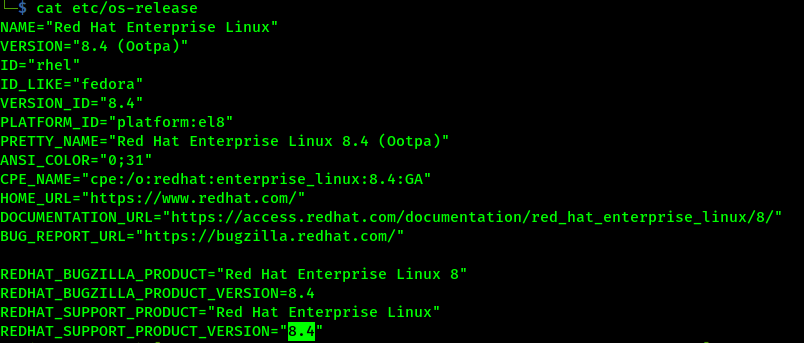 └─$ cat etc/os-release
NAME="Red Hat Enterprise Linux"
VERSION="8.4 (Ootpa)"
ID="rhel"
ID_LIKE="fedora"
VERSION_ID="8.4"
PLATFORM_ID="platform:el8"
PRETTY_NAME="Red Hat Enterprise Linux 8.4 (Ootpa)"
ANSI_COLOR="0;31"
CPE_NAME="cpe:/o:redhat:enterprise_linux:8.4:GA"
HOME_URL="https://www.redhat.com/"
DOCUMENTATION_URL="https://access.redhat.com/documentation/red_hat_enterprise_linux/8/"
BUG_REPORT_URL="https://bugzilla.redhat.com/"

REDHAT_BUGZILLA_PRODUCT="Red Hat Enterprise Linux 8"
REDHAT_BUGZILLA_PRODUCT_VERSION=8.4
REDHAT_SUPPORT_PRODUCT="Red Hat Enterprise Linux"
REDHAT_SUPPORT_PRODUCT_VERSION="8.4"